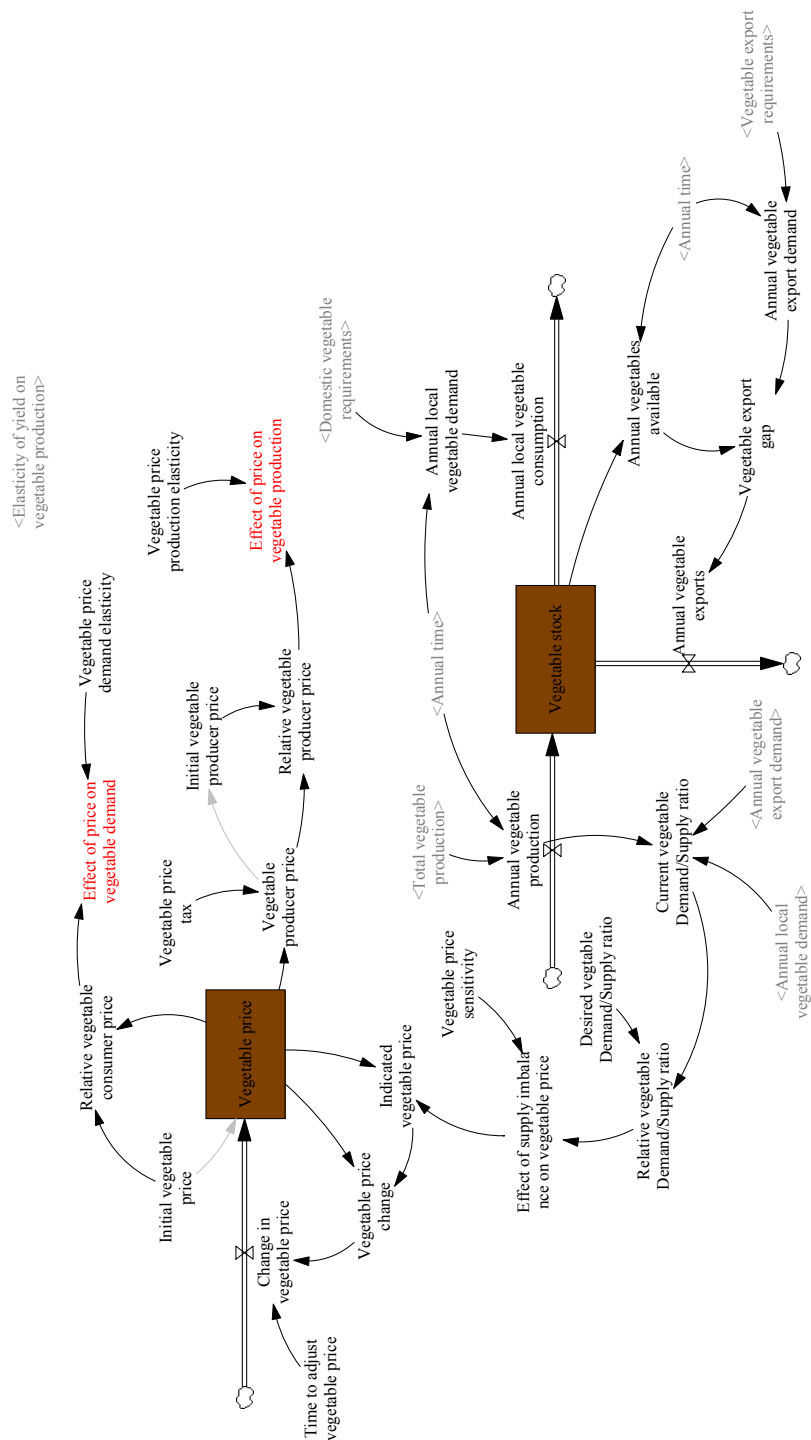 <Elasticity of yield on
vegetable production>
Vegetable price
demand elasticity
Effect of price on
vegetable demand
Relative vegetable
consumer price
Initial vegetable
price
Vegetable price
production elasticity
Effect of price on
vegetable production
Initial vegetable
producer price
Relative vegetable
producer price
Vegetable price
tax
Vegetable
producer price
Vegetable price
Change in
vegetable price
Time to adjust
vegetable price
Vegetable price
change
Indicated
vegetable price
<Domestic vegetable
requirements>
Annual local
vegetable demand
Annual local vegetable
consumption
<Annual time>
<Total vegetable
production>
Annual vegetable
production
Vegetable price
sensitivity
Effect of supply imbala
nce on vegetable price
Vegetable stock
Desired vegtable
Demand/Supply ratio
Relative vegetable
Demand/Supply ratio
Current vegetable
Demand/Supply ratio
<Annual vegetable
export demand>
<Annual local
vegetable demand>
Annual vegetable
exports
Annual vegetables
available
<Annual time>
Vegetable export
gap
Annual vegetable
export demand
<Vegetable export
requirements>